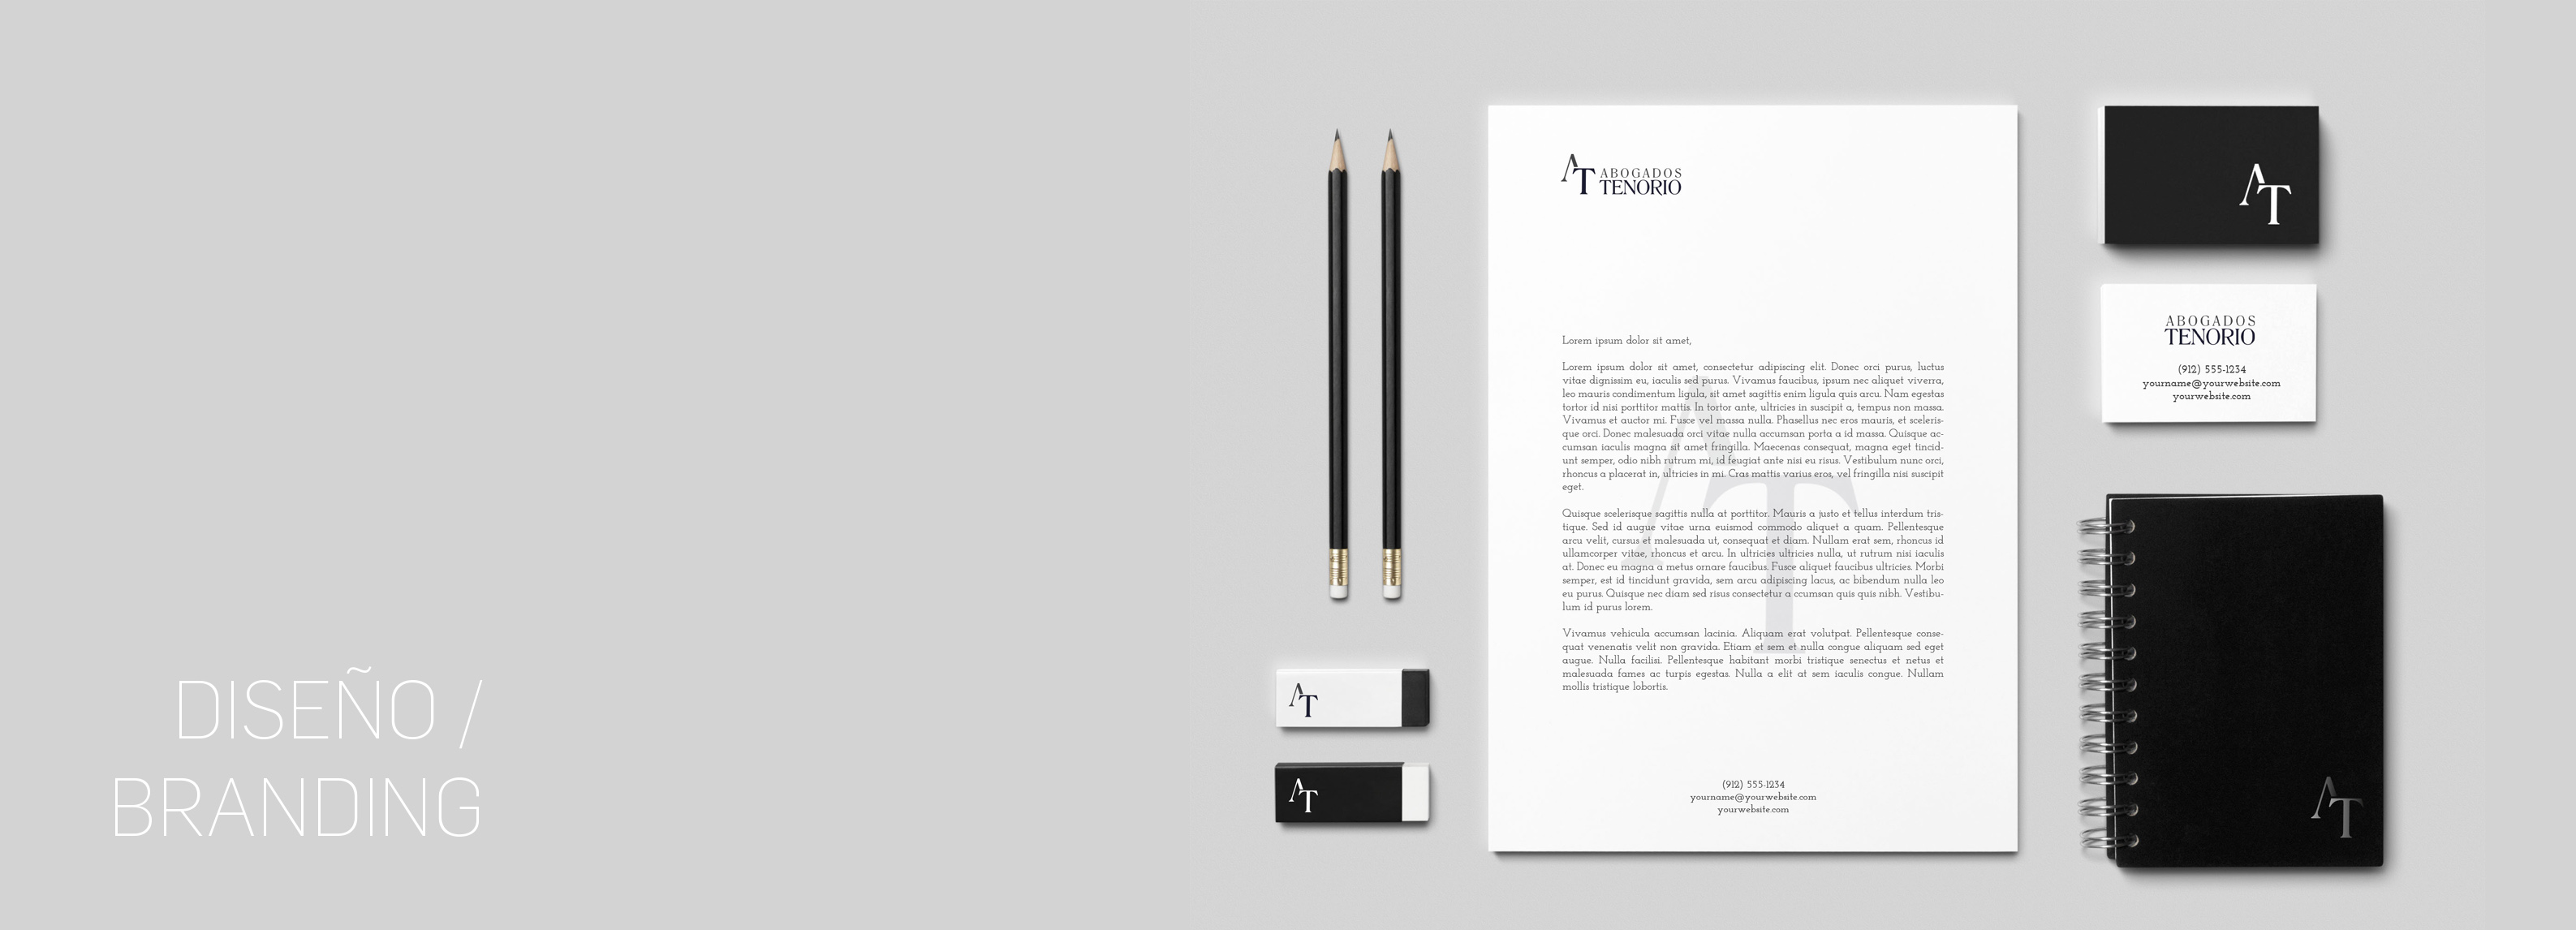 DISEÑO /
BRANDING
AT
ABOGADOS
TENORIO
Lorem ipsum dolor sit amet,
Lorem ipsum dolor sit amet, consectetur adipiscing elit. Donec orci purus, luctus
vitae dignissim eu, iaculis sed purus. Vivamus faucibus, ipsum nec aliquet viverra,
leo mauris condimentum ligula, sit amet sagittis enim ligula quis arcu. Nam egestas
tortor id nisi porttitor mattis. In tortor ante, ultricies in suscipit a, tempus non massa.
Vivamus et auctor mi. Fusce vel massa nulla. Phasellus nec eros mauris, et sceleris-
que orci. Donec malesuada orci vitae nulla accumsan porta a id massa. Quisque ac-
cumsan iaculis magna sit amet fringilla. Maecenas consequat, magna eget tincid-
unt semper, odio nibh rutrum mi, id feugiat ante nisi eu risus. Vestibulum nunc orci,
rhoncus a placerat in, ultricies in mi. Cras mattis varius eros, vel fringilla nisi suscipit
eget.
Quisque scelerisque sagittis nulla at porttitor. Mauris a justo et tellus interdum tris-
tique. Sed id augue vitae urna euismod commodo aliquet a quam. Pellentesque
arcu velit, cursus et malesuada ut, consequat et diam. Nullam erat sem, rhoncus id
ullamcorper vitae, rhoncus et arcu. In ultricies ultricies nulla, ut rutrum nisi iaculis
at. Donec eu magna a metus ornare faucibus. Fusce aliquet faucibus ultricies. Morbi
semper, est id tincidunt gravida, sem arcu adipiscing lacus, ac bibendum nulla leo
eu purus. Quisque nec diam sed risus consectetur a ccumsan quis quis nibh. Vestibu-
lum id purus lorem.
Vivamus vehicula accumsan lacinia. Aliquam erat volutpat. Pellentesque conse-
quat venenatis velit non gravida. Etiam et sem et nulla congue aliquam sed eget
augue. Nulla facilisi. Pellentesque habitant morbi tristique senectus et netus et
malesuada fames ac turpis egestas. Nulla a elit at sem iaculis congue. Nullam
mollis tristique lobortis.
AT
(912) 555-1234
yourname@yourwebsite.com
yourwebsite.com
AT
AT
AT
ABOGADOS
TENORIO
(912) 555-1234
yourname@yourwebsite.com
yourwebsite.com
AT